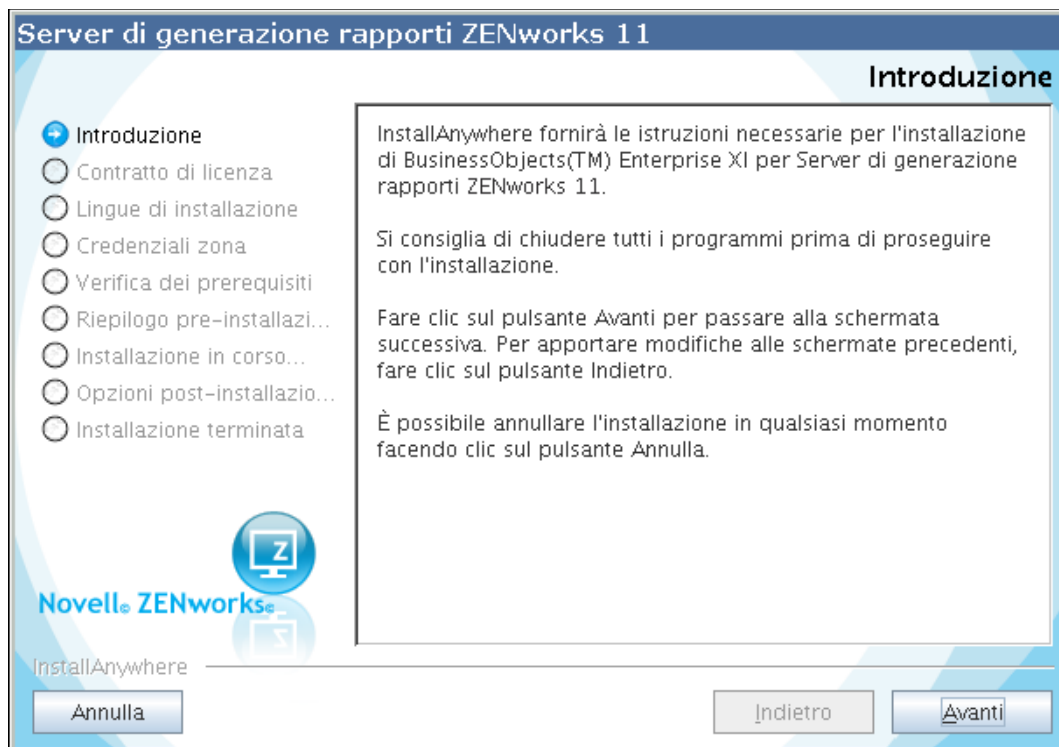 Server di generazione rapporti ZENworks 11
Introduzione
Introduzione
Contratto di licenza
Lingue di installazione
Credenziali zona
Verifica dei prerequisiti
Riepilogo pre-installazi...
Installazione in corso...
Opzioni post-installazio...
Installazione terminata
InstallAnywhere fornirà le istruzioni necessarie per l'installazione
di BusinessObjects(TM) Enterprise XI per Server di generazione
rapporti ZENworks 11.
Si consiglia di chiudere tutti i programmi prima di proseguire
con l'installazione.
Fare clic sul pulsante Avanti per passare alla schermata
successiva. Per apportare modifiche alle schermate precedenti,
fare clic sul pulsante Indietro.
È possibile annullare l'installazione in qualsiasi momento
facendo clic sul pulsante Annulla.
Z
Novell® ZENworks®
InstallAnywhere
Annulla
Indietro
Avanti